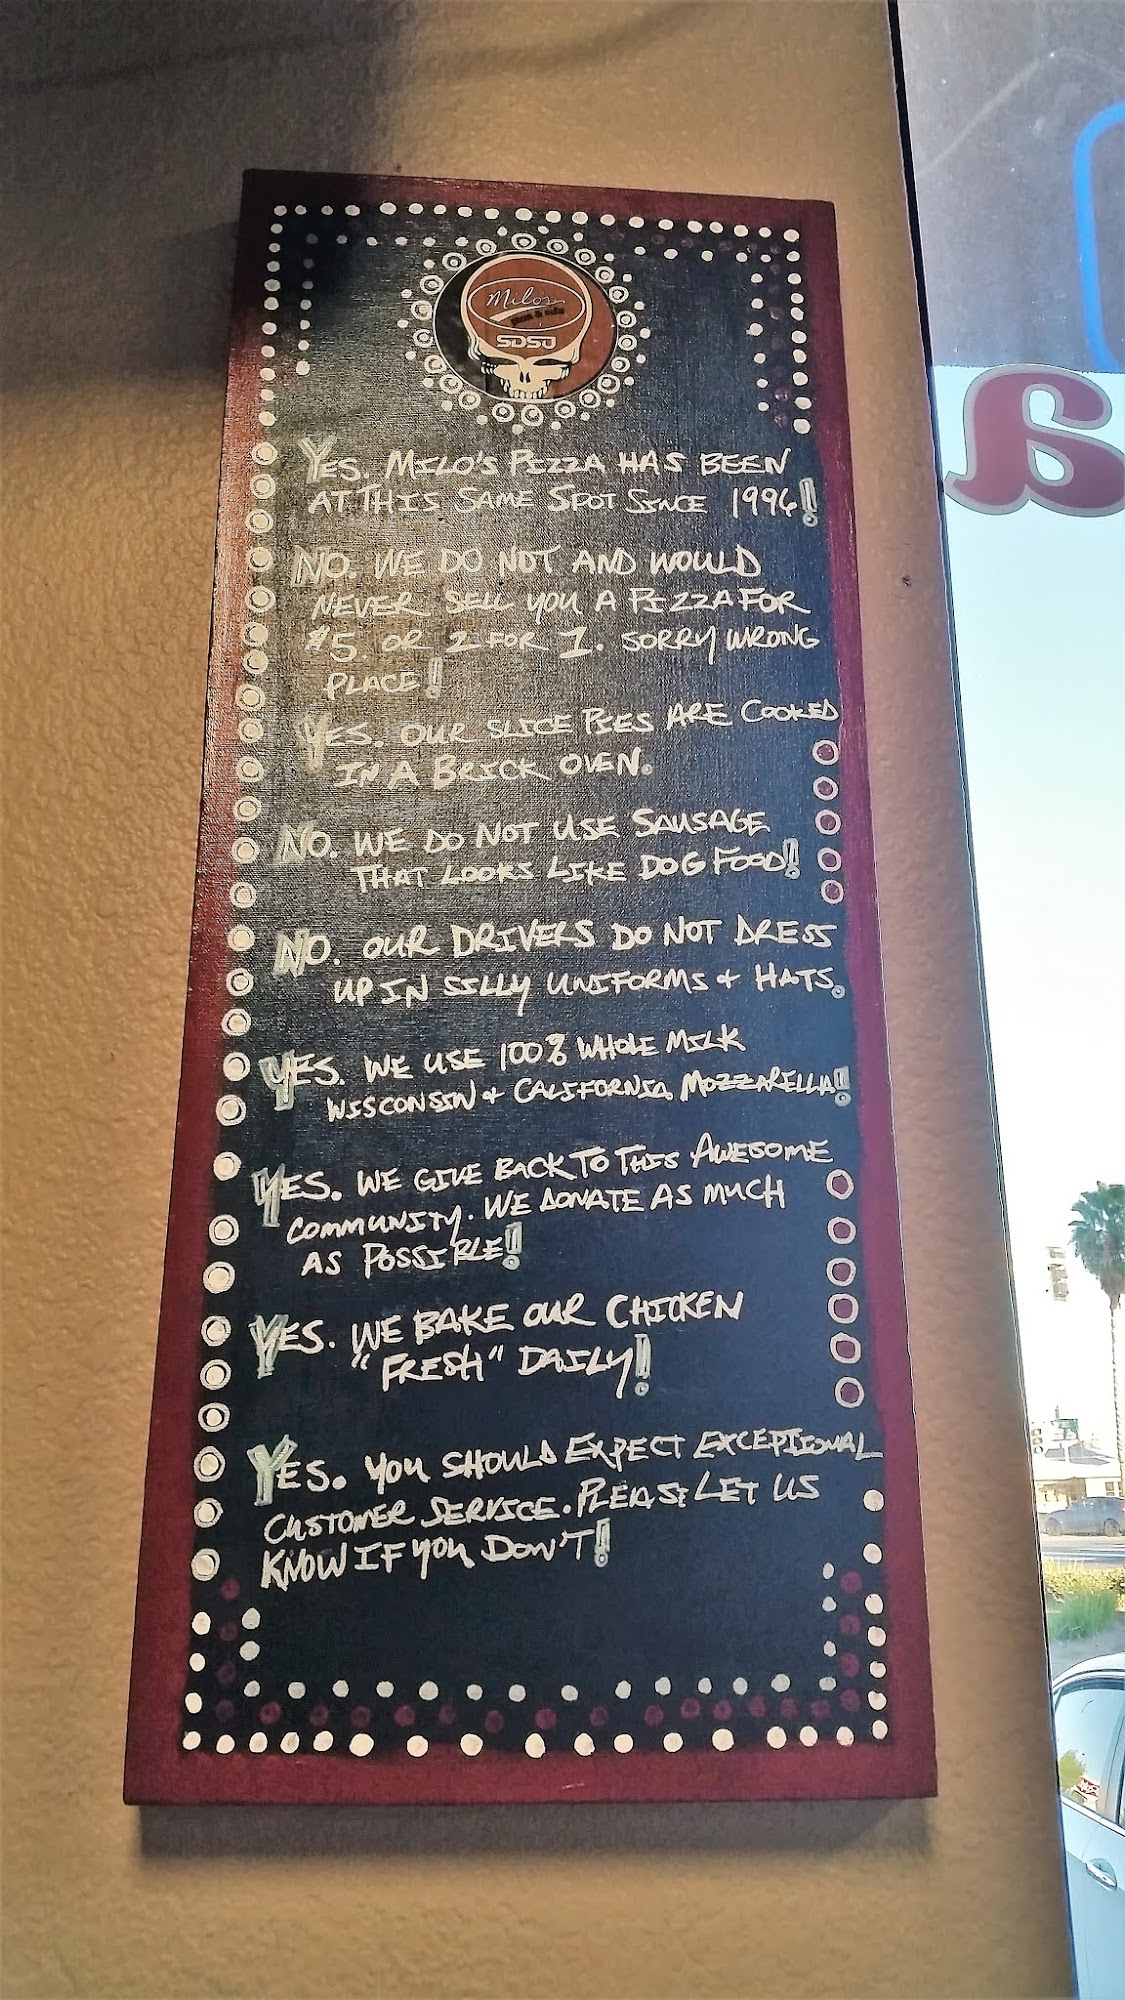 Milo's
SDSU
YES. MILO'S PIZZA HAS BEEN
AT THIS SAME SPOT SINCE 1996!
NO. WE DO NOT AND WOULD
NEVER SELL YOU A PIZZA FOR
$5 OR 2 FOR 1. SORRY WRONG
PLACE!
YES. OUR SLICE PIES ARE COOKED
IN A BRICK OVEN.
NO. WE DO NOT USE SAUSAGE
THAT LOOKS LIKE DOG FOOD!
NO. OUR DRIVERS DO NOT DRESS
UP IN SILLY UNIFORMS & HATS.
YES. WE USE 100% WHOLE MILK
WISCONSIN & CALIFORNIA MOZZARELLA!
YES. WE GIVE BACK TO THIS AWESOME
COMMUNITY. WE DONATE AS MUCH
AS POSSIBLE!
YES. WE BAKE OUR CHICKEN
"FRESH" DAILY!
YES. YOU SHOULD EXPECT EXCEPTIONAL
CUSTOMER SERVICE. PLEASE LET US
KNOW IF YOU DON'T!
a